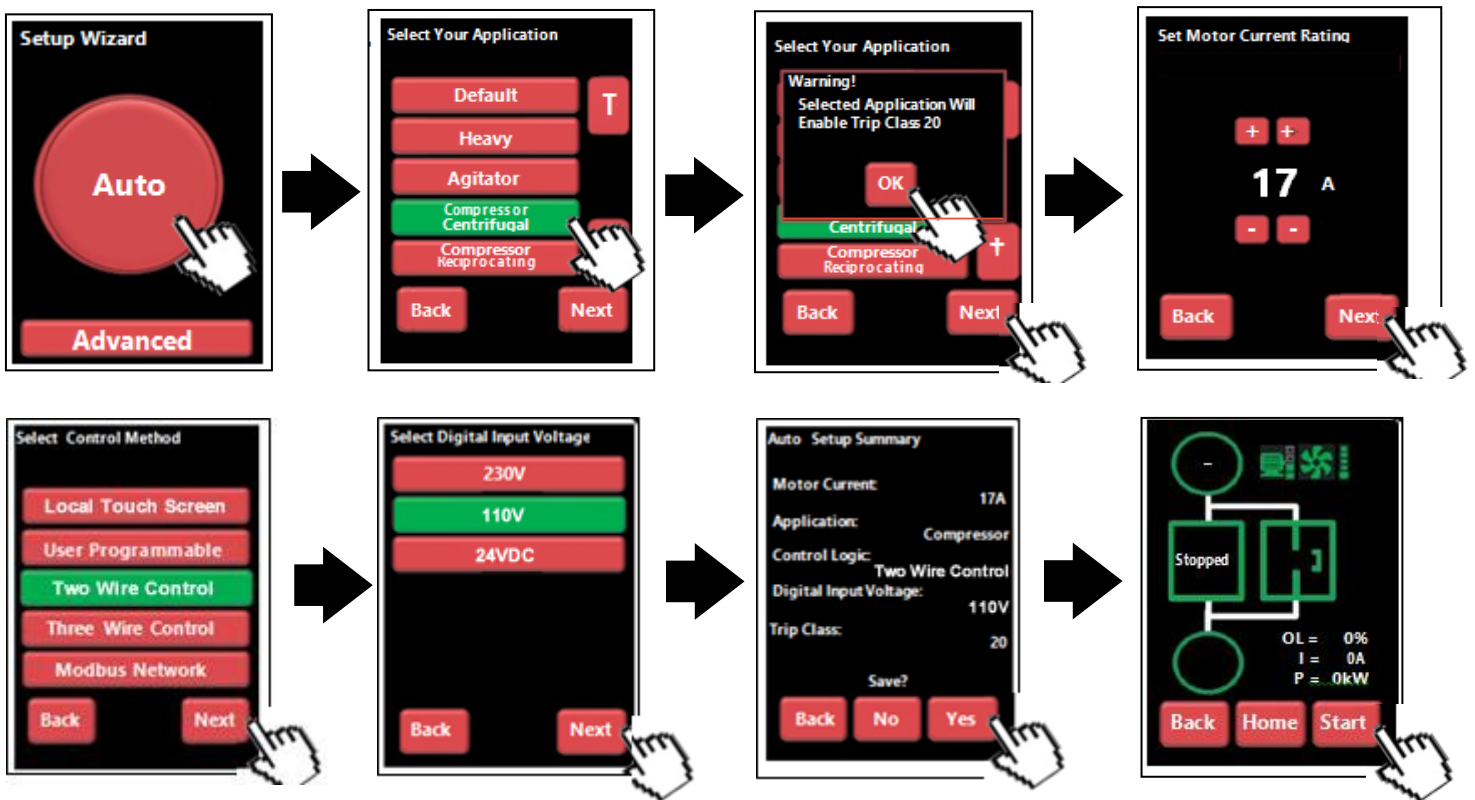 Setup Wizard
Auto
Advanced
Select Your Application
Default
T
Heavy
Agitator
Compressor
Centrifugal
Compressor
Reciprocating
Back
Next
Select Your Application
Warning!
Selected Application Will
Enable Trip Class 20
OK
Centrifugal
Compressor
Reciprocating
Back
Next
Set Motor Current Rating
+ +
17 A
- -
Back
Next
Select Control Method
Local Touch Screen
User Programmable
Two Wire Control
Three Wire Control
Modbus Network
Back
Next
Select Digital Input Voltage
230V
110V
24VDC
Back
Next
Auto Setup Summary
Motor Current:
17A
Application:
Compressor
Control Logic:
Two Wire Control
Digital Input Voltage:
110V
Trip Class:
20
Save?
Back
No
Yes
-
Stopped
OL = 0%
I = 0A
P = 0kW
Back
Home
Start